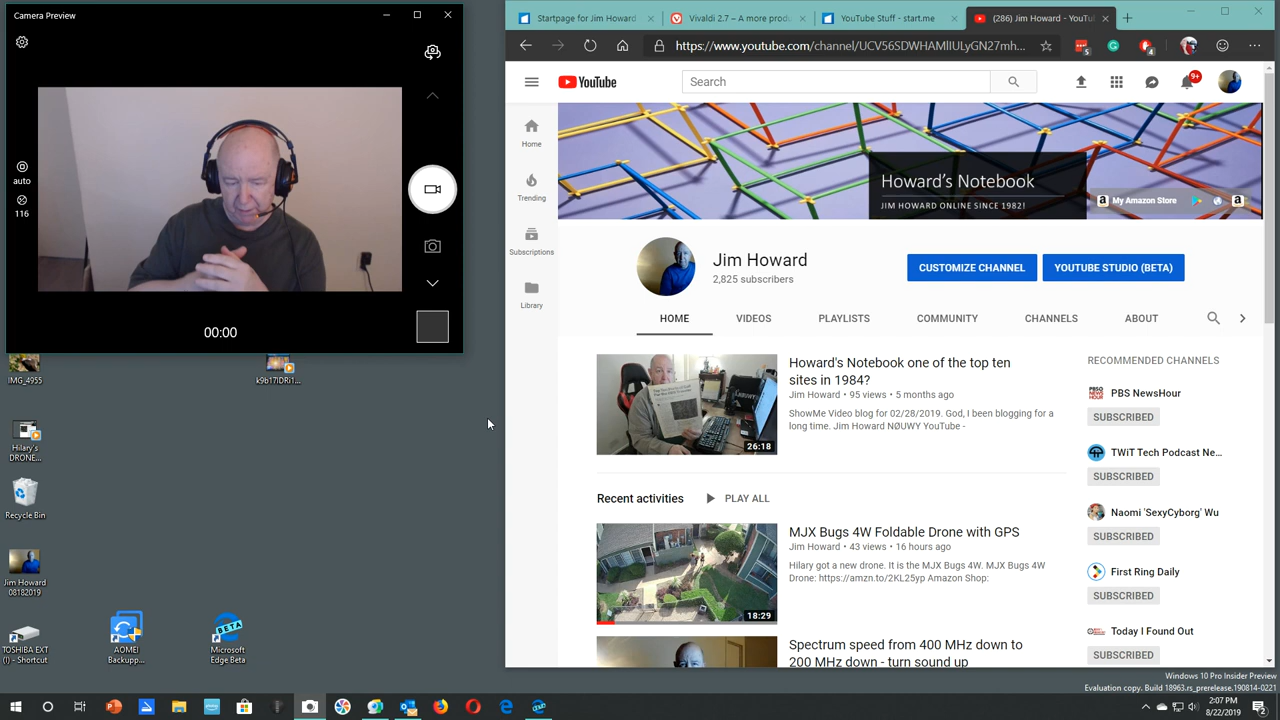 Camera Preview
auto
116
00:00
IMG_4955
k9b17IDRi1...
Hilary's
DRONE...
Recycle Bin
Jim Howard
08182019
TOSHIBA EXT
(I) - Shortcut
AOMEI
Backupp...
BETA
Microsoft
Edge Beta
Startpage for Jim Howard
Vivaldi 2.7 – A more produ
YouTube Stuff - start.me
(286) Jim Howard - YouTu
https://www.youtube.com/channel/UCV56SDWHAMlIULyGN27mh...
5
4
YouTube
Search
9+
Home
Trending
Subscriptions
Library
Howard's Notebook
JIM HOWARD ONLINE SINCE 1982!
My Amazon Store
Jim Howard
2,825 subscribers
CUSTOMIZE CHANNEL
YOUTUBE STUDIO (BETA)
HOME
VIDEOS
PLAYLISTS
COMMUNITY
CHANNELS
ABOUT
Howard's Notebook one of the top ten
sites in 1984?
Jim Howard • 95 views • 5 months ago
ShowMe Video blog for 02/28/2019. God, I been blogging for a
long time. Jim Howard NØUWY YouTube -
26:18
Recent activities
PLAY ALL
MJX Bugs 4W Foldable Drone with GPS
Jim Howard • 43 views • 16 hours ago
Hilary got a new drone. It is the MJX Bugs 4W. MJX Bugs 4W
Drone: https://amzn.to/2KL25yp Amazon Shop:
18:29
Spectrum speed from 400 MHz down to
200 MHz down - turn sound up
RECOMMENDED CHANNELS
PBS NewsHour
SUBSCRIBED
TWiT Tech Podcast Ne...
SUBSCRIBED
Naomi 'SexyCyborg' Wu
SUBSCRIBED
First Ring Daily
SUBSCRIBED
Today I Found Out
SUBSCRIBED
Windows 10 Pro Insider Preview
Evaluation copy. Build 18963.rs_prerelease.190814-0221
2:07 PM
8/22/2019
2